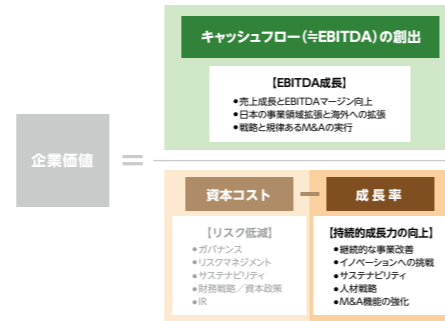 キャッシュフロー(≒EBITDA)の創出
【EBITDA成長】
●売上成長とEBITDAマージン向上
●日本の事業領域拡張と海外への拡張
●戦略と規律あるM&Aの実行
企業価値
=
資本コスト
ー
成長率
【リスク低減】
●ガバナンス
●リスクマネジメント
●サステナビリティ
●財務戦略/資本政策
●IR
【持続的成長力の向上】
●継続的な事業改善
●イノベーションへの挑戦
●サステナビリティ
●人材戦略
●M&A機能の強化